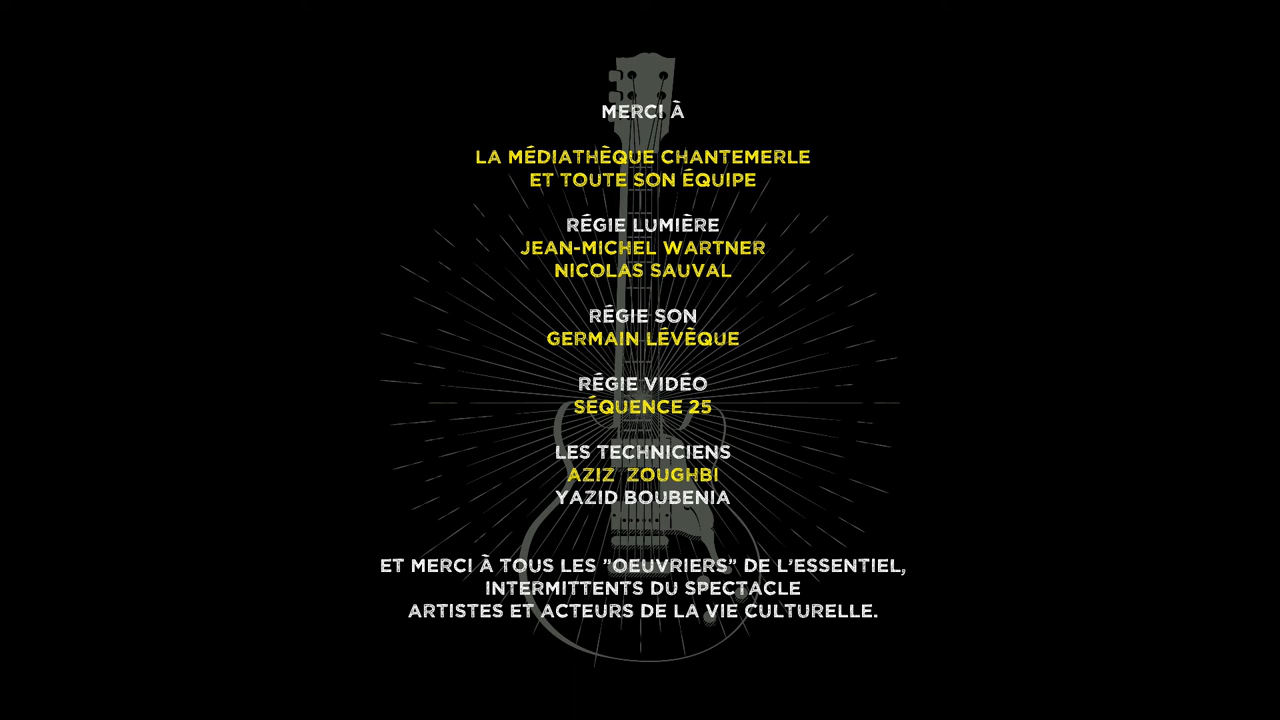 MERCI À
LA MÉDIATHÈQUE CHANTEMERLE
ET TOUTE SON ÉQUIPE
RÉGIE LUMIÈRE
JEAN-MICHEL WARTNER
NICOLAS SAUVAL
RÉGIE SON
GERMAIN LÉVÈQUE
RÉGIE VIDÉO
SÉQUENCE 25
LES TECHNICIENS
AZIZ ZOUGHBI
YAZID BOUBENIA
ET MERCI À TOUS LES ”OEUVRIERS” DE L’ESSENTIEL,
INTERMITTENTS DU SPECTACLE
ARTISTES ET ACTEURS DE LA VIE CULTURELLE.